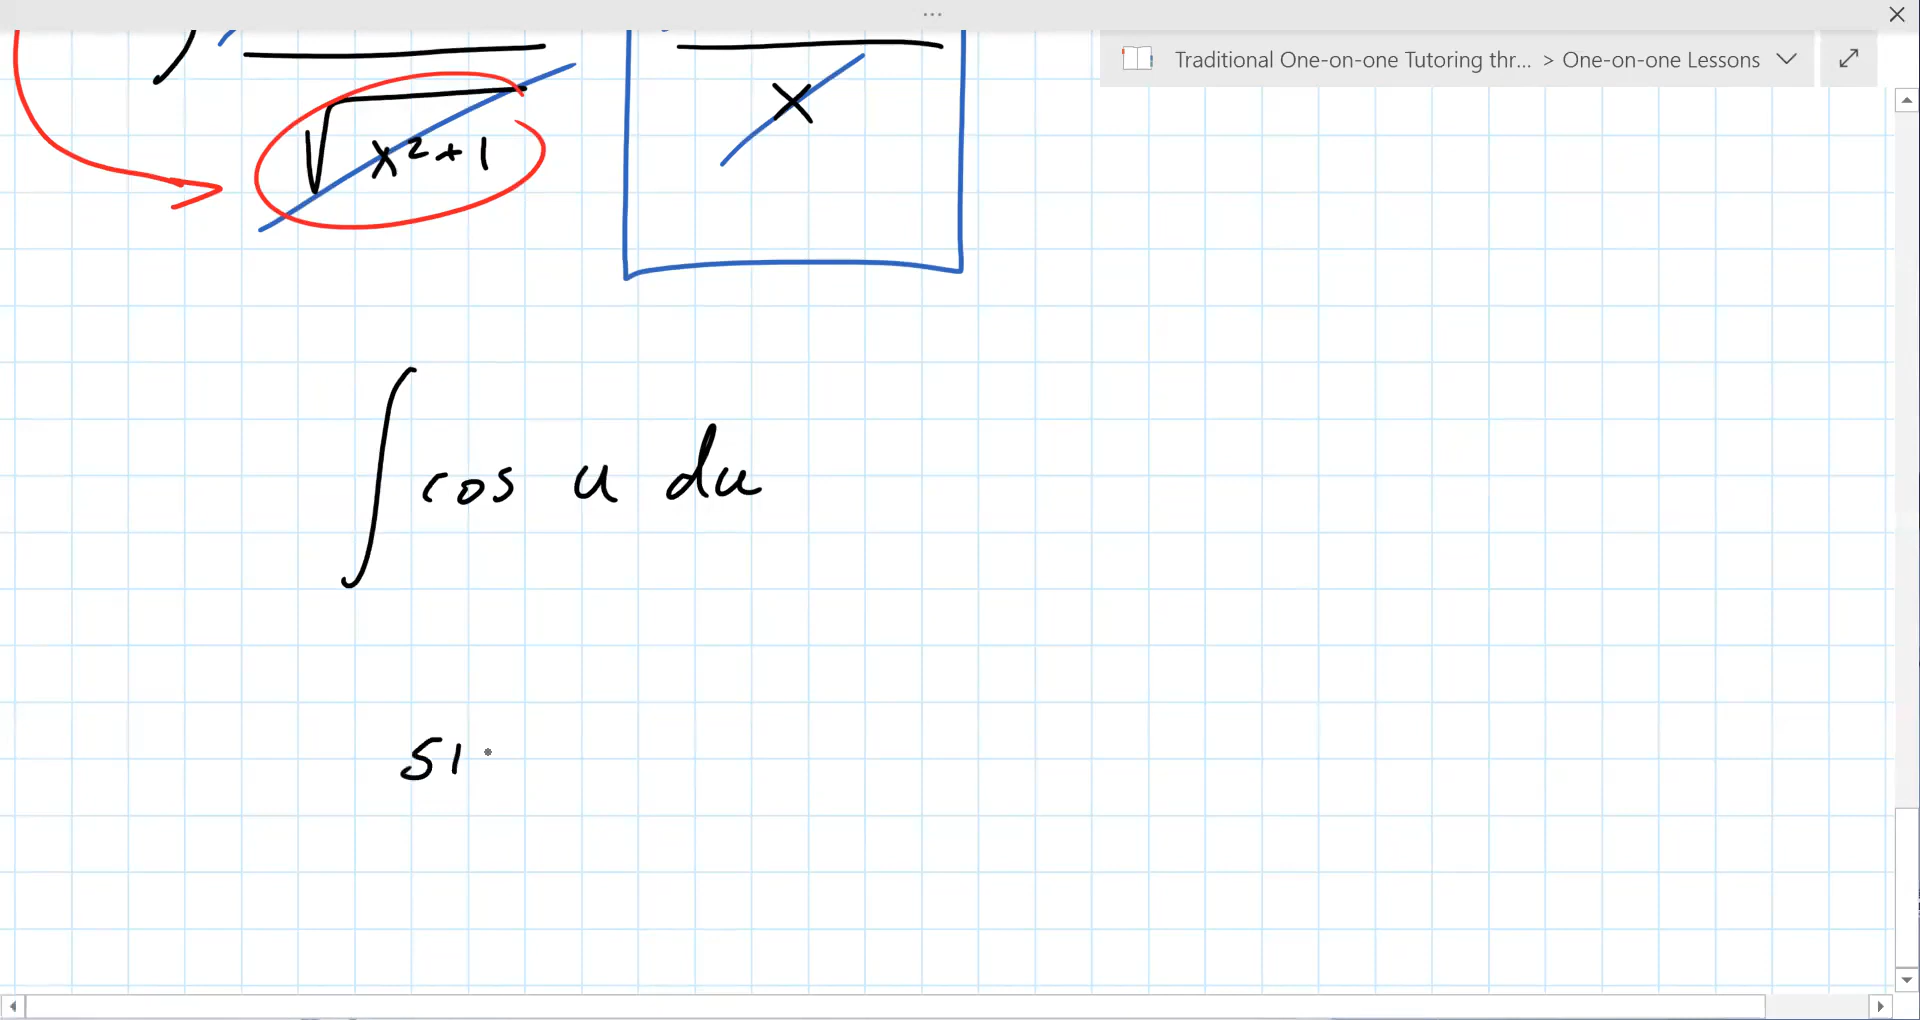 ...
Traditional One-on-one Tutoring thr... > One-on-one Lessons
√x²+1
x
∫ cos u du
SI